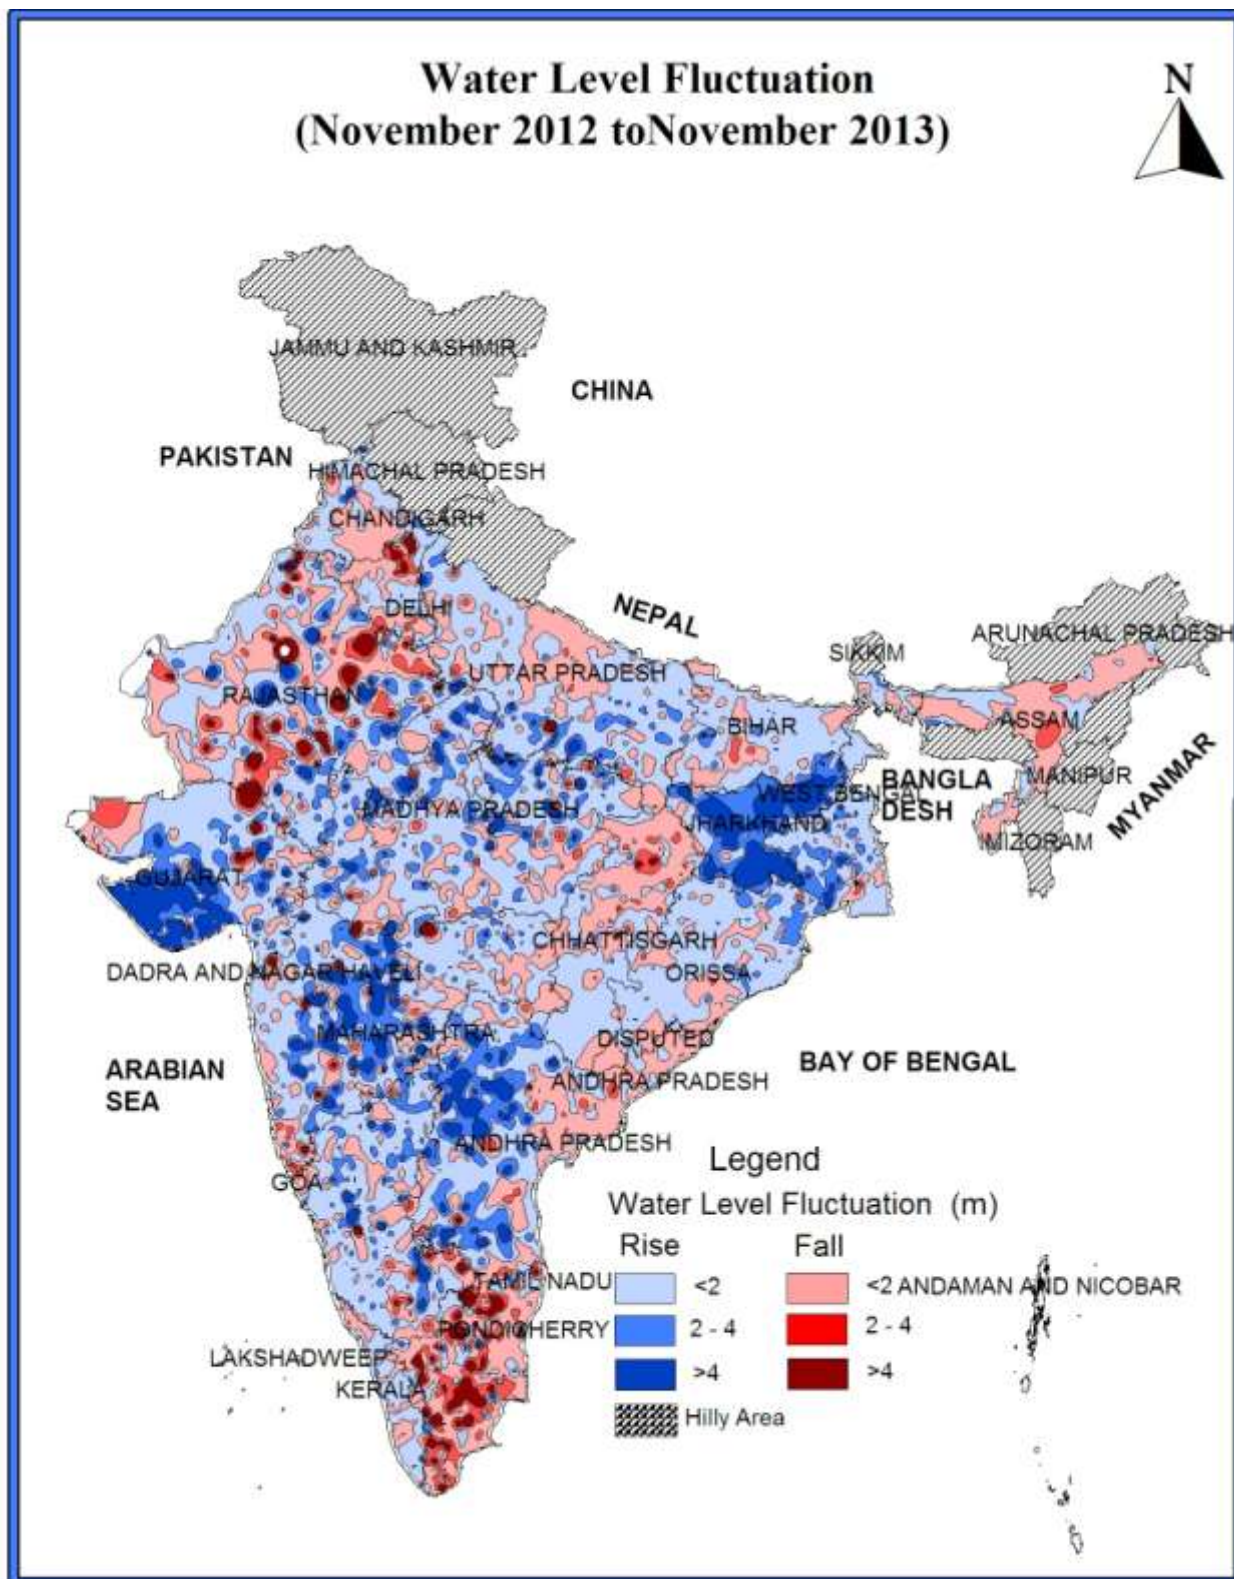 Water Level Fluctuation
(November 2012 toNovember 2013)
N
JAMMU AND KASHMIR
CHINA
PAKISTAN
HIMACHAL PRADESH
CHANDIGARH
DELHI
NEPAL
ARUNACHAL PRADESH
SIKKIM
UTTAR PRADESH
RAJASTHAN
BIHAR
ASSAM
MANIPUR
BANGLA
DESH
MYANMAR
WEST BENGAL
MADHYA PRADESH
JHARKHAND
MIZORAM
GUJARAT
CHHATTISGARH
DADRA AND NAGAR HAVELI
ORISSA
MAHARASHTRA
DISPUTED
ARABIAN
SEA
BAY OF BENGAL
ANDHRA PRADESH
ANDHRA PRADESH
GOA
Legend
Water Level Fluctuation (m)
Rise
Fall
TAMIL NADU
<2
<2
ANDAMAN AND NICOBAR
PONDICHERRY
2 - 4
2 - 4
LAKSHADWEEP
KERALA
>4
>4
Hilly Area